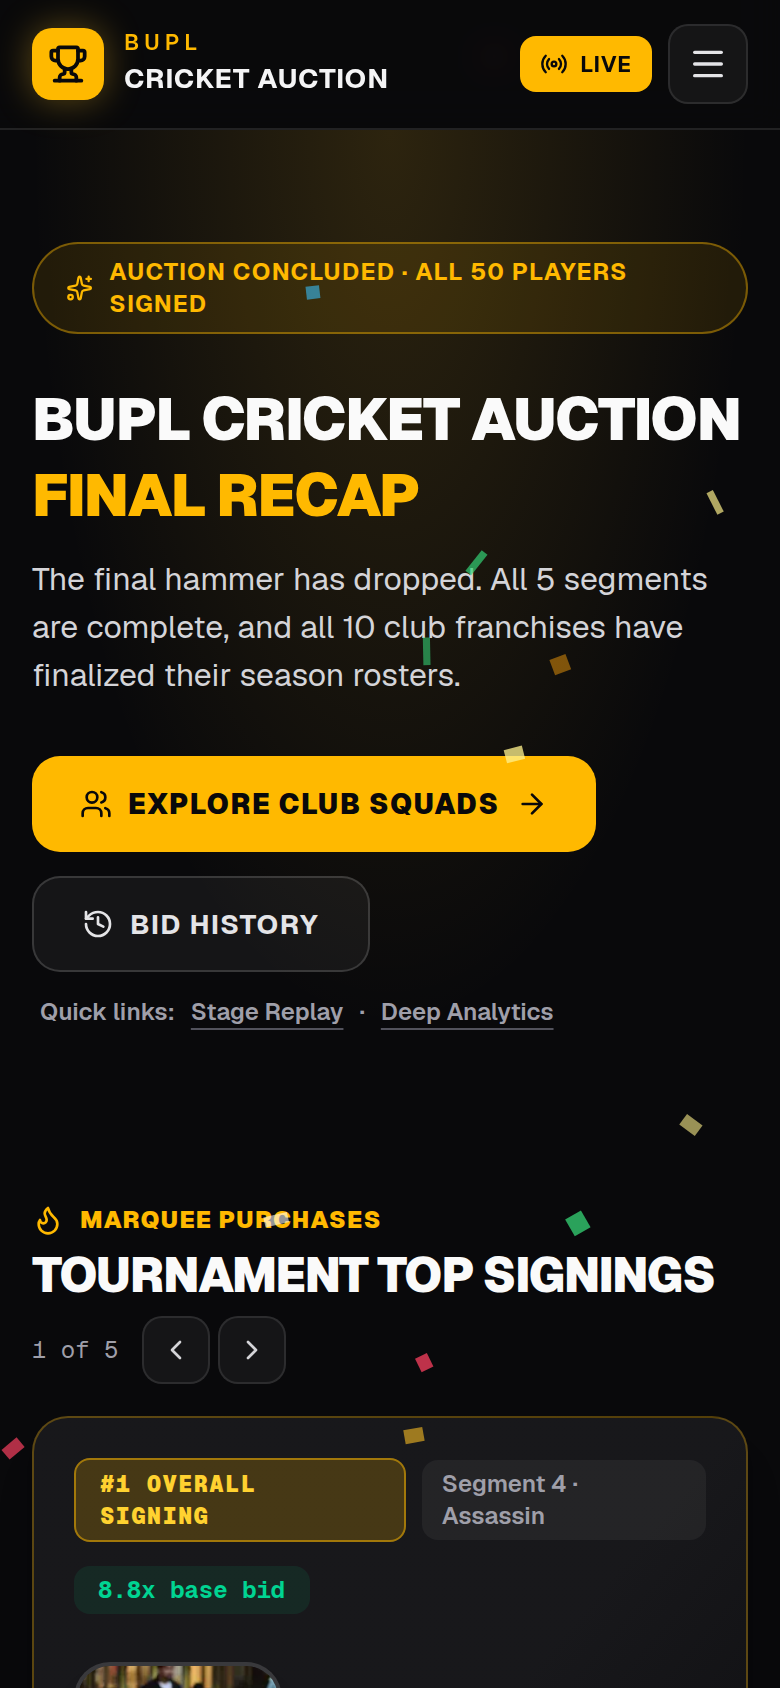 BUPL
CRICKET AUCTION
LIVE
AUCTION CONCLUDED · ALL 50 PLAYERS
SIGNED
BUPL CRICKET AUCTION
FINAL RECAP
The final hammer has dropped. All 5 segments
are complete, and all 10 club franchises have
finalized their season rosters.
EXPLORE CLUB SQUADS
BID HISTORY
Quick links: Stage Replay · Deep Analytics
MARQUEE PURCHASES
TOURNAMENT TOP SIGNINGS
1 of 5
#1 OVERALL
SIGNING
Segment 4 ·
Assassin
8.8x base bid